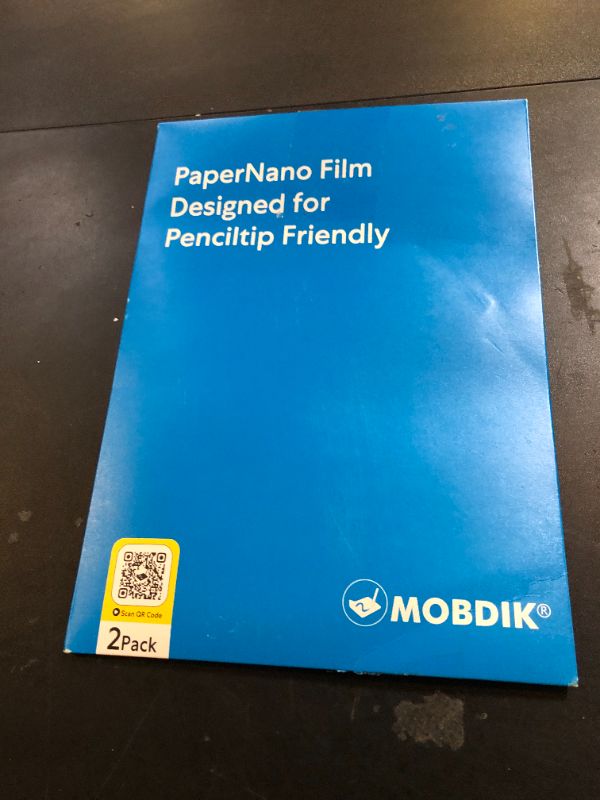 PaperNano Film
Designed for
Penciltip Friendly
Scan QR Code
2Pack
MOBDIK®